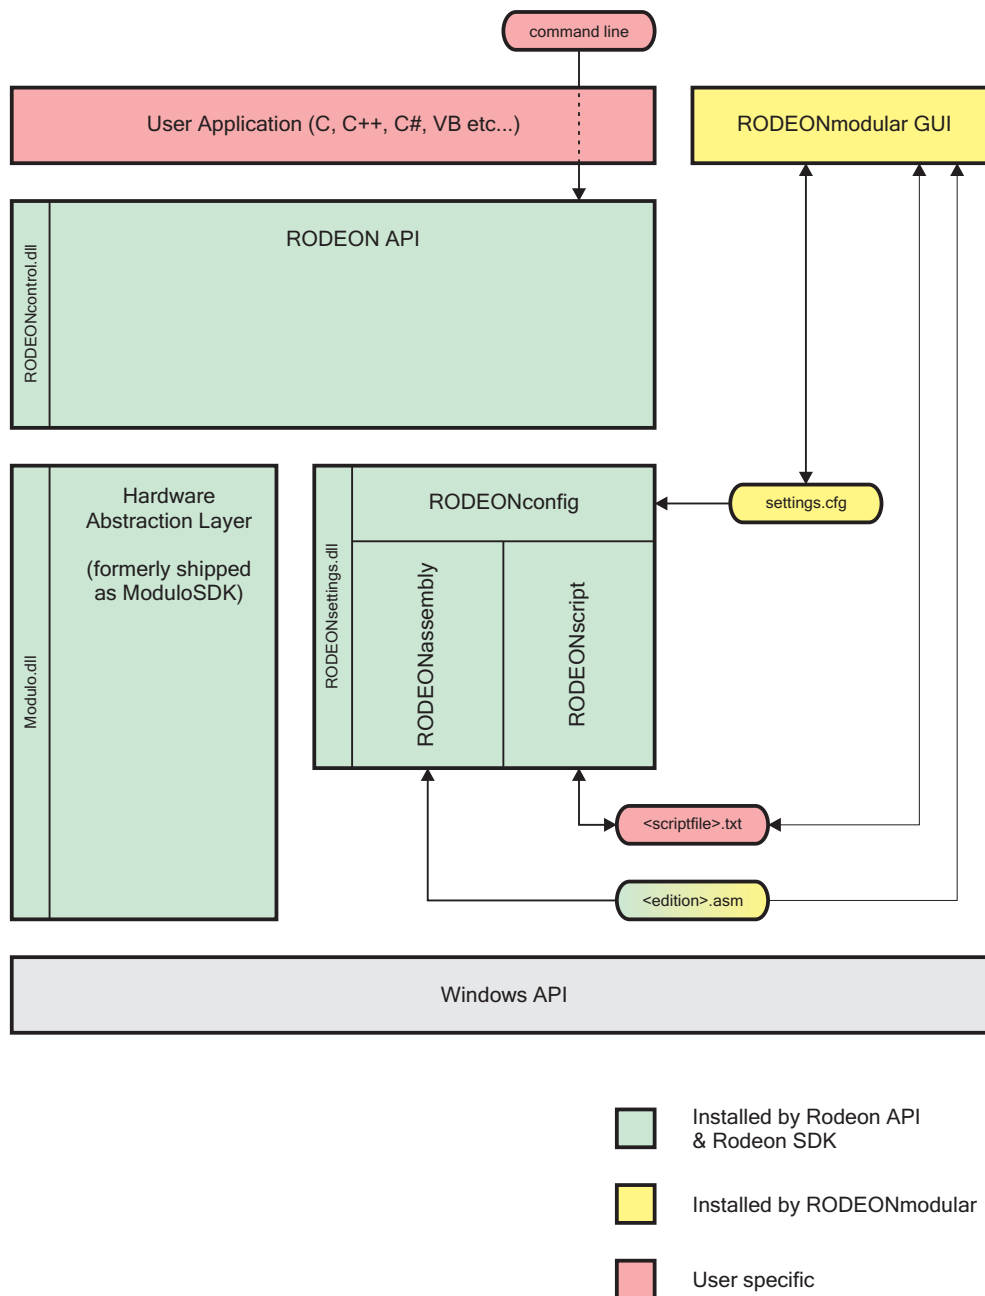 command line
User Application (C, C++, C#, VB etc...)
RODEONmodular GUI
RODEONcontrol.dll
RODEON API
Modulo.dll
Hardware
Abstraction Layer
(formerly shipped
as ModuloSDK)
RODEONsettings.dll
RODEONconfig
RODEONassembly
RODEONscript
settings.cfg
<scriptfile>.txt
<edition>.asm
Windows API
Installed by Rodeon API
& Rodeon SDK
Installed by RODEONmodular
User specific